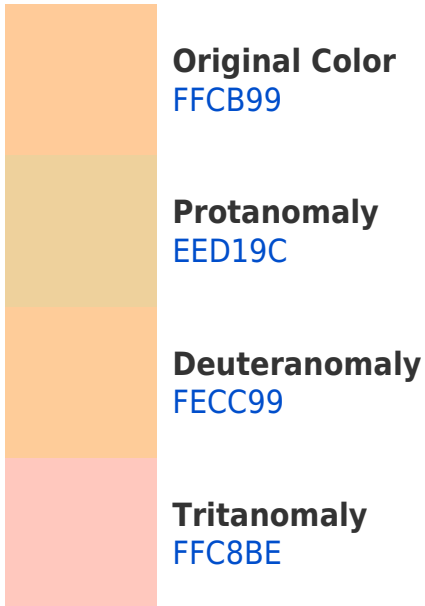 Original Color
FFCB99
Protanomaly
EED19C
Deuteranomaly
FECC99
Tritanomaly
FFC8BE